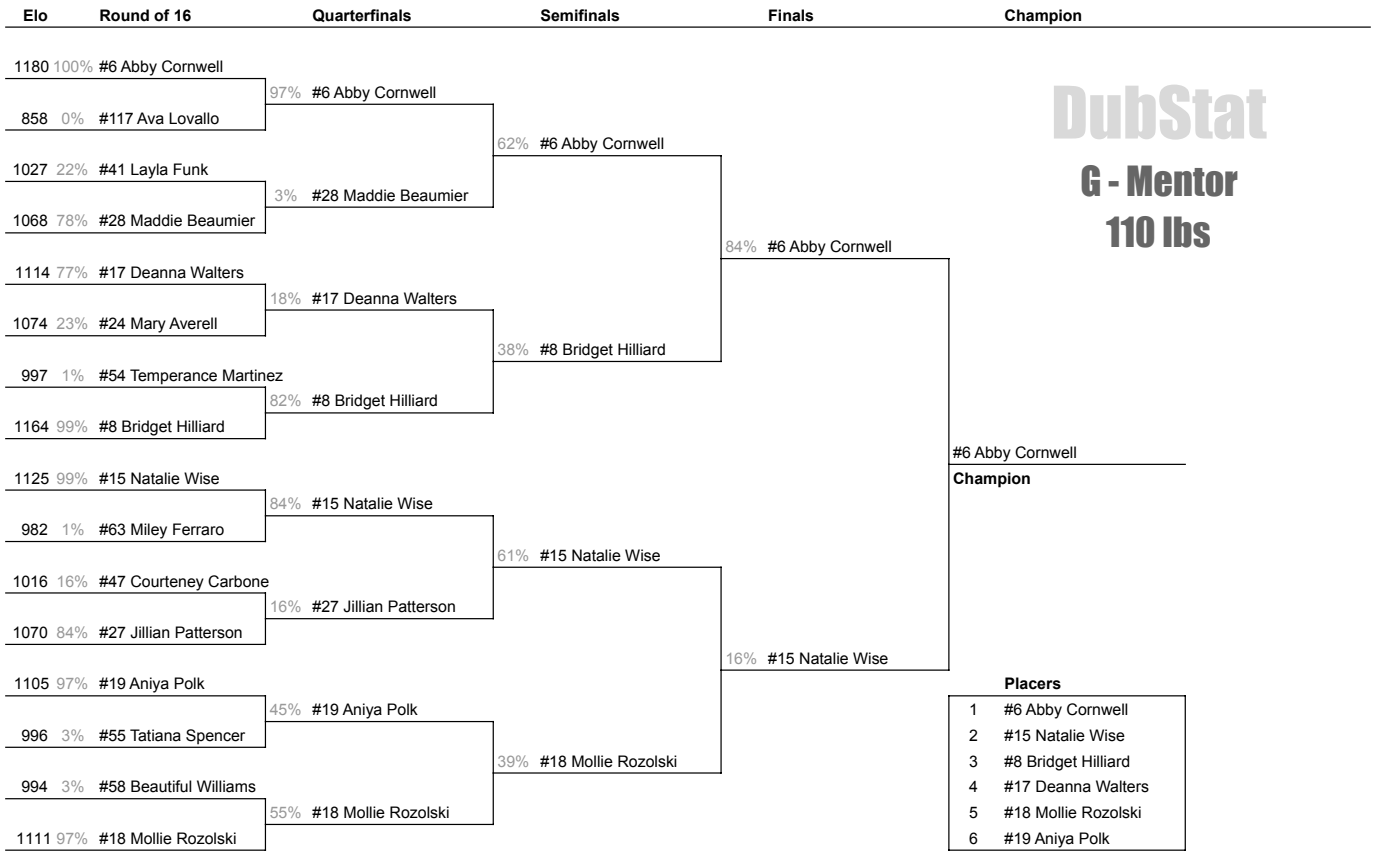 Elo Round of 16 Quarterfinals Semifinals Finals Champion
1180 100% #6 Abby Cornwell
97% #6 Abby Cornwell
858 0% #117 Ava Lovallo
62% #6 Abby Cornwell
1027 22% #41 Layla Funk
3% #28 Maddie Beaumier
1068 78% #28 Maddie Beaumier
84% #6 Abby Cornwell
1114 77% #17 Deanna Walters
18% #17 Deanna Walters
1074 23% #24 Mary Averell
38% #8 Bridget Hilliard
997 1% #54 Temperance Martinez
82% #8 Bridget Hilliard
1164 99% #8 Bridget Hilliard
#6 Abby Cornwell
Champion
1125 99% #15 Natalie Wise
84% #15 Natalie Wise
982 1% #63 Miley Ferraro
61% #15 Natalie Wise
1016 16% #47 Courteney Carbone
16% #27 Jillian Patterson
1070 84% #27 Jillian Patterson
16% #15 Natalie Wise
1105 97% #19 Aniya Polk
45% #19 Aniya Polk
996 3% #55 Tatiana Spencer
39% #18 Mollie Rozolski
994 3% #58 Beautiful Williams
55% #18 Mollie Rozolski
1111 97% #18 Mollie Rozolski
DubStat
G - Mentor
110 lbs
Placers
1 #6 Abby Cornwell
2 #15 Natalie Wise
3 #8 Bridget Hilliard
4 #17 Deanna Walters
5 #18 Mollie Rozolski
6 #19 Aniya Polk